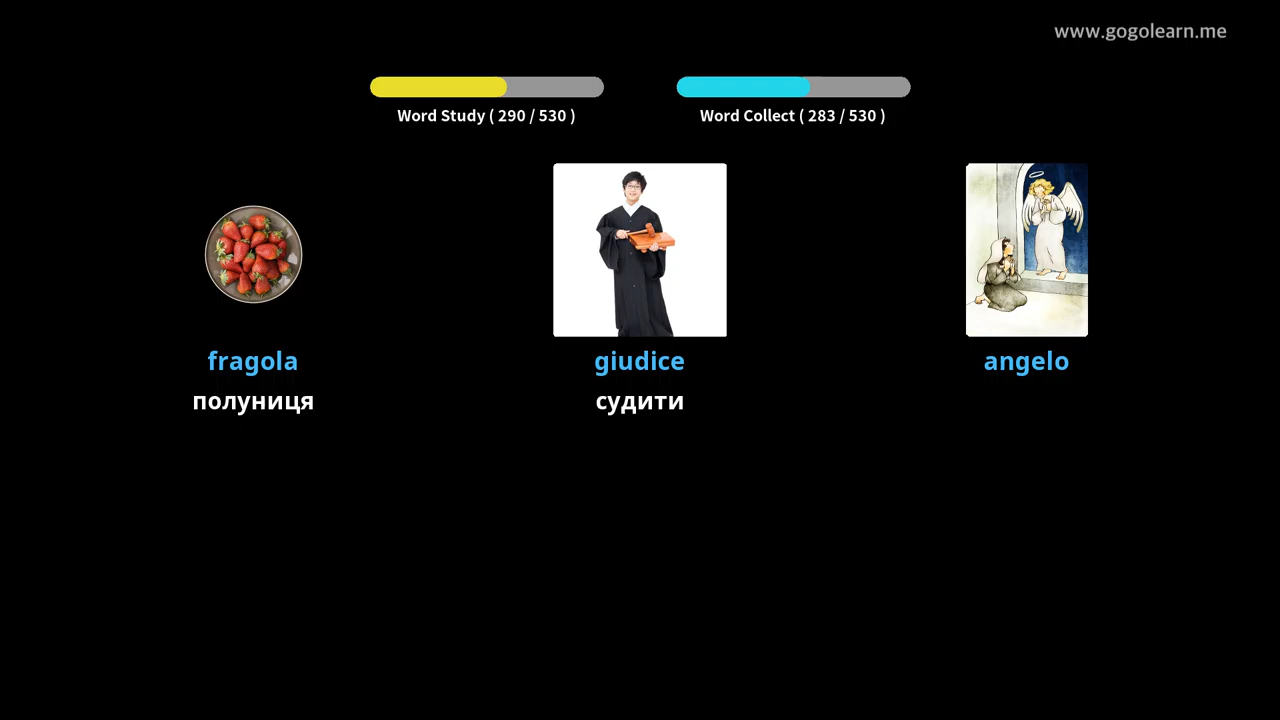 www.gogolearn.me
Word Study ( 290 / 530 )
Word Collect ( 283 / 530 )
fragola
giudice
angelo
полуниця
судити